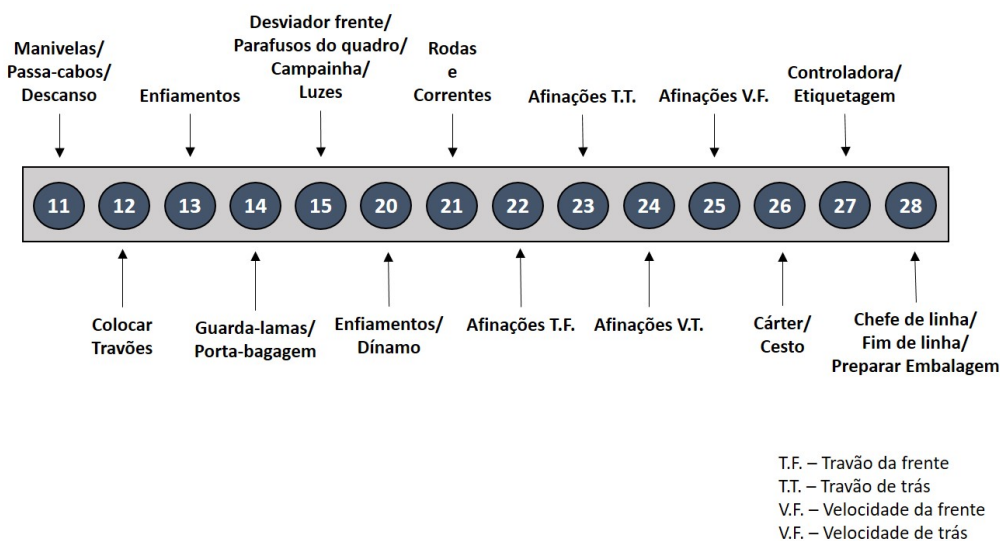 Manivelas/
Passa-cabos/
Descanso
Enfiamentos
Desviador frente/
Parafusos do quadro/
Campainha/
Luzes
Rodas
e
Correntes
Afinações T.T.
Afinações V.F.
Controladora/
Etiquetagem
11 12 13 14 15 20 21 22 23 24 25 26 27 28
Colocar
Travões
Guarda-lamas/
Porta-bagagem
Enfiamentos/
Dínamo
Afinações T.F.
Afinações V.T.
Cárter/
Cesto
Chefe de linha/
Fim de linha/
Preparar Embalagem
T.F. – Travão da frente
T.T. – Travão de trás
V.F. – Velocidade da frente
V.F. – Velocidade de trás